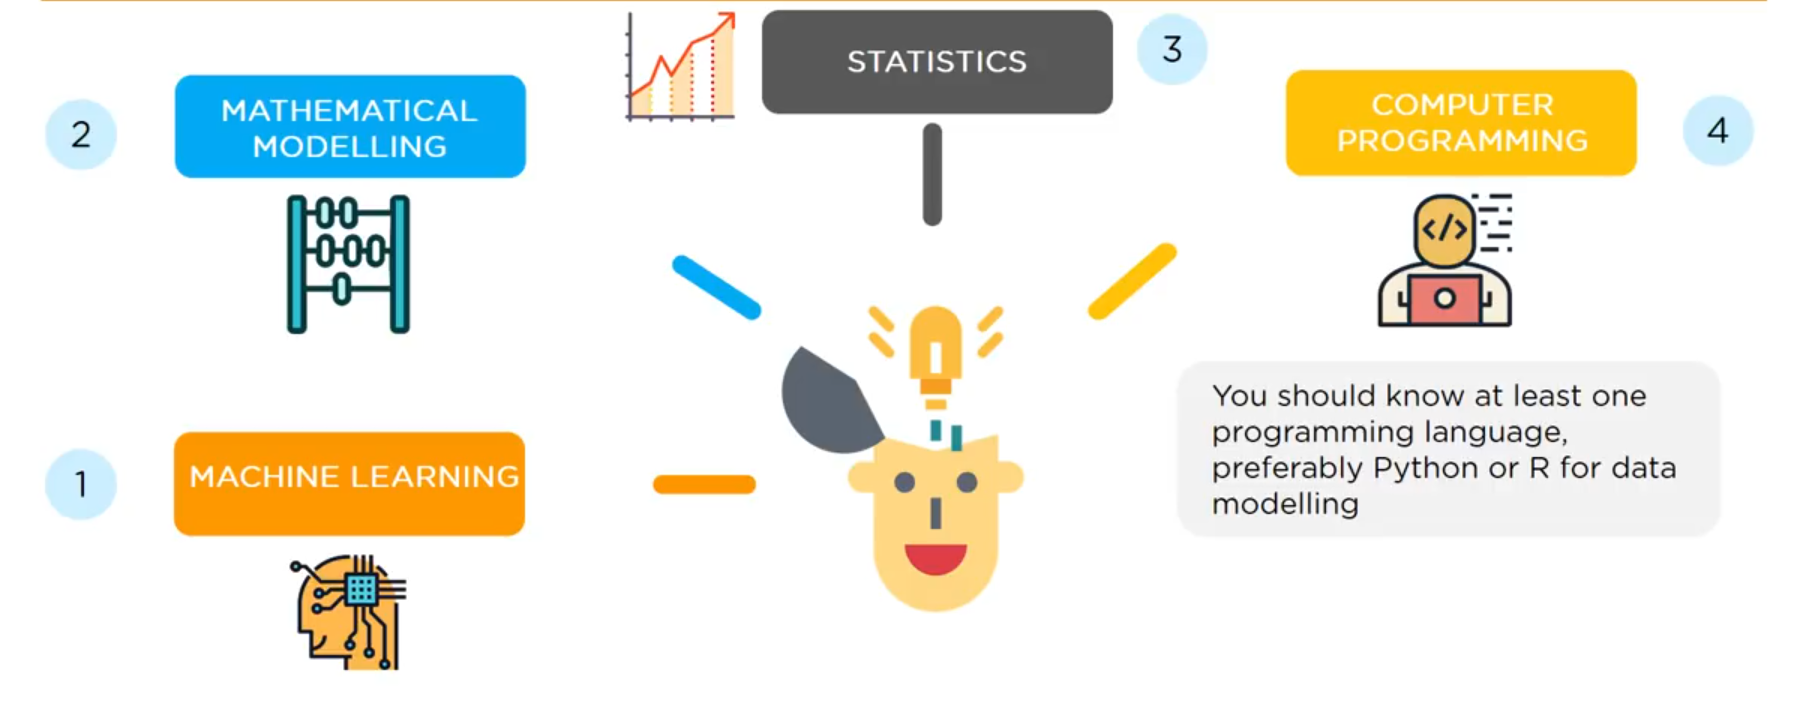 1
MACHINE LEARNING
2
MATHEMATICAL
MODELLING
3
STATISTICS
4
COMPUTER
PROGRAMMING
</>
You should know at least one
programming language,
preferably Python or R for data
modelling